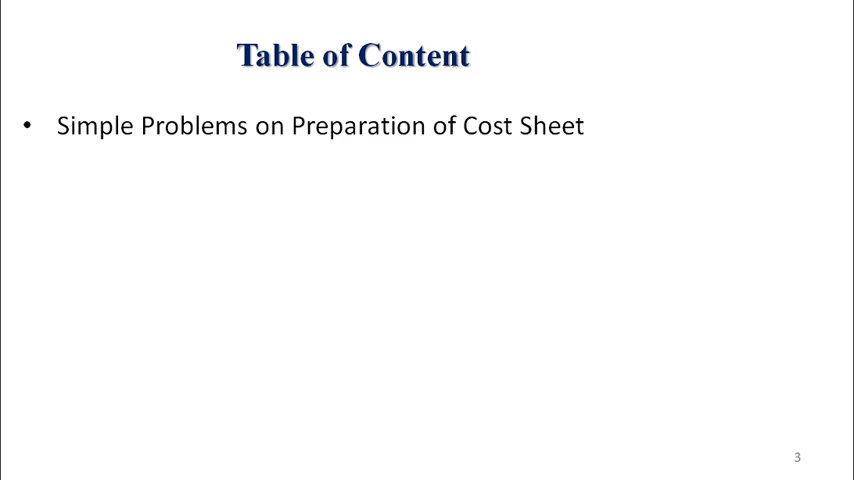 Table of Content
• Simple Problems on Preparation of Cost Sheet
3